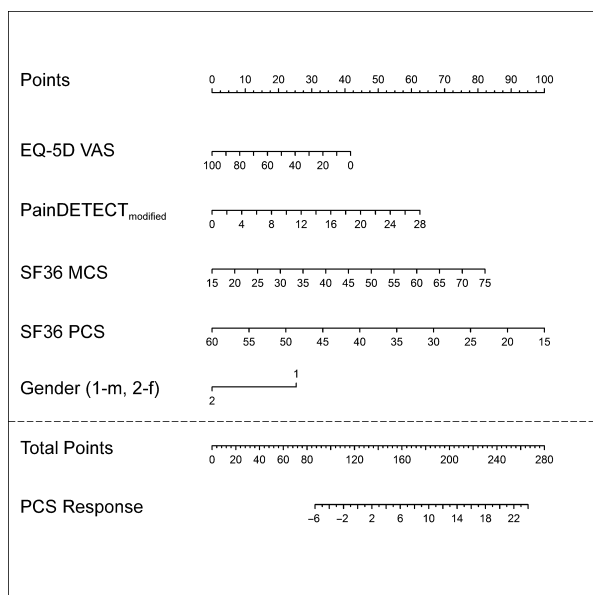 Points
0 10 20 30 40 50 60 70 80 90 100
EQ-5D VAS
100 80 60 40 20 0
PainDETECTmodified
0 4 8 12 16 20 24 28
SF36 MCS
15 20 25 30 35 40 45 50 55 60 65 70 75
SF36 PCS
60 55 50 45 40 35 30 25 20 15
1
Gender (1-m, 2-f)
2
Total Points
0 20 40 60 80 120 160 200 240 280
PCS Response
–6 –2 2 6 10 14 18 22